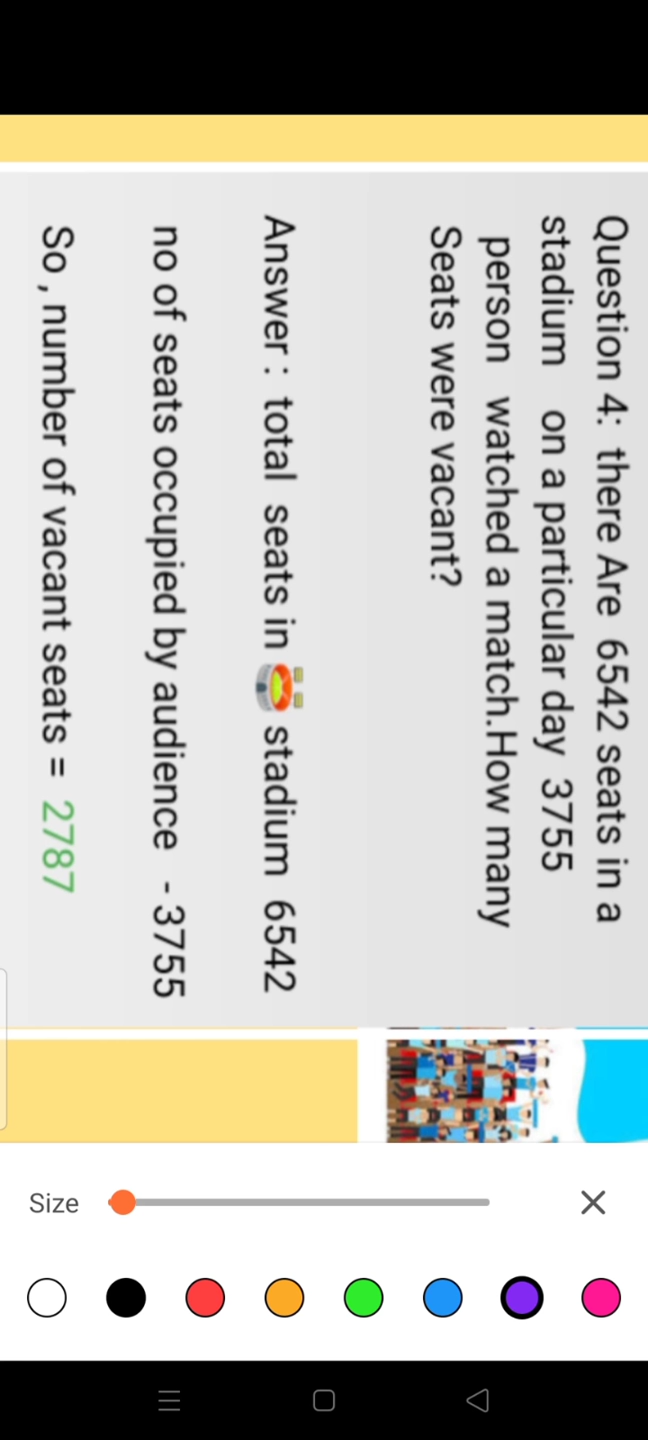 Question 4: there Are 6542 seats in a
stadium on a particular day 3755
person watched a match.How many
Seats were vacant?
Answer : total seats in stadium 6542
no of seats occupied by audience - 3755
So , number of vacant seats = 2787
Size